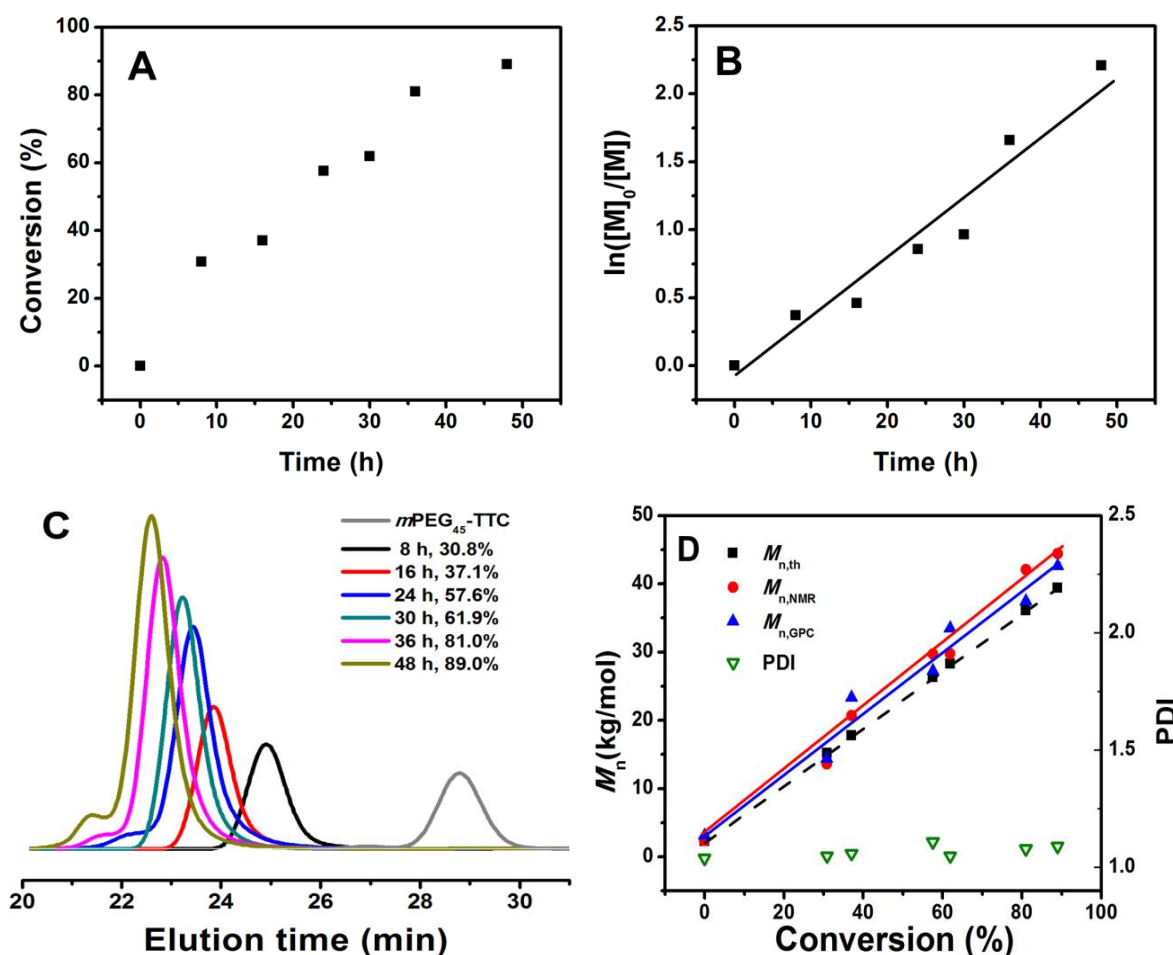 A
Conversion (%)
100
80
60
40
20
0
0 10 20 30 40 50
Time (h)
B
ln([M]₀/[M])
2.5
2.0
1.5
1.0
0.5
0.0
0 10 20 30 40 50
Time (h)
C
mPEG₄₅-TTC
8 h, 30.8%
16 h, 37.1%
24 h, 57.6%
30 h, 61.9%
36 h, 81.0%
48 h, 89.0%
20 22 24 26 28 30
Elution time (min)
D
Mₙ,th
Mₙ,NMR
Mₙ,GPC
PDI
Mₙ(kg/mol)
50
40
30
20
10
0
2.5
2.0
1.5
1.0
PDI
0 20 40 60 80 100
Conversion (%)